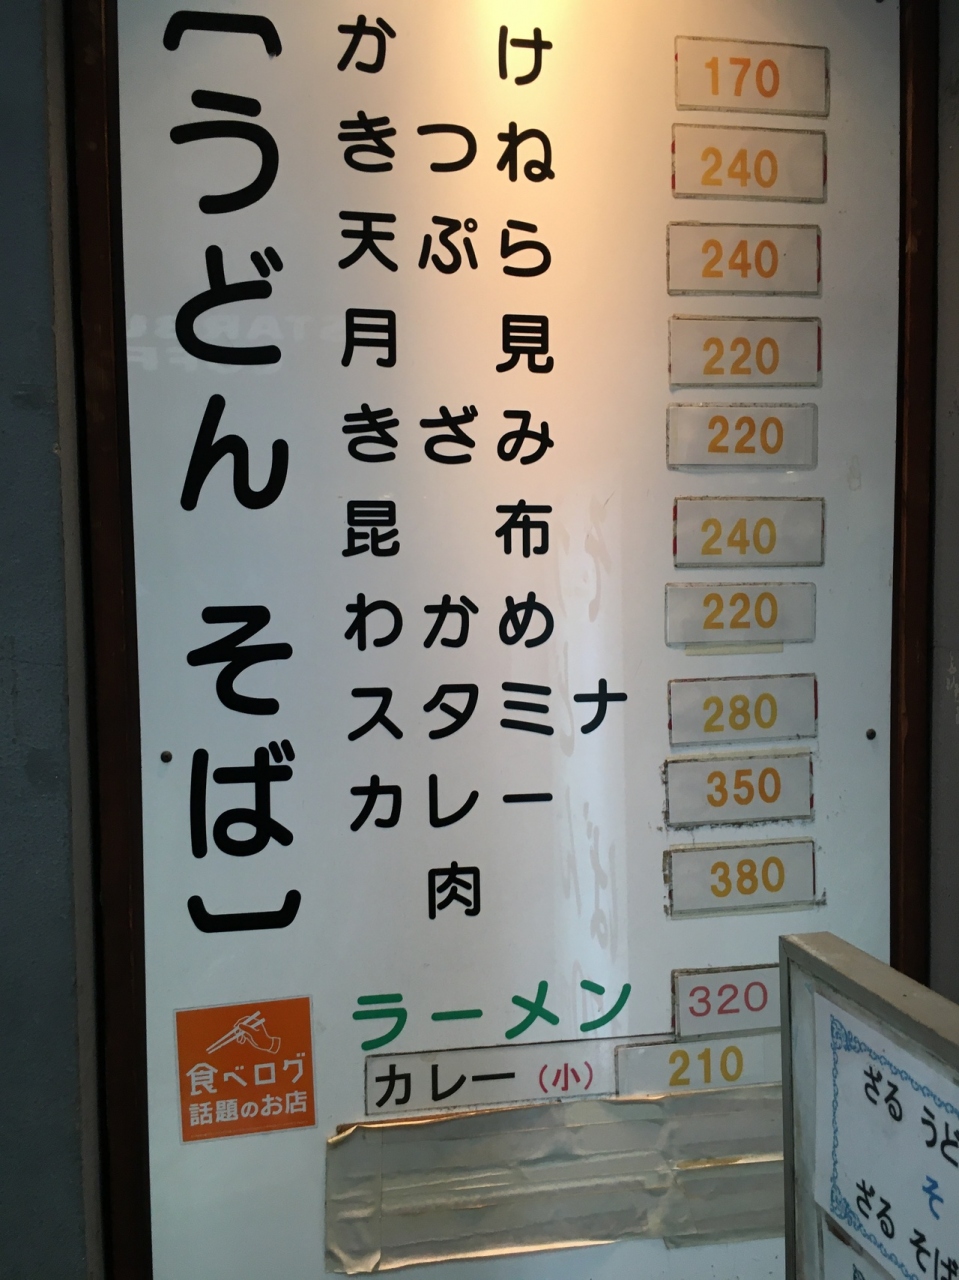 〔うどん そば〕
かけ 170
きつね 240
天ぷら 240
月見 220
きざみ 220
昆布 240
わかめ 220
スタミナ 280
カレー 350
肉 380
ラーメン 320
カレー(小) 210
食べログ
話題のお店
ざる うど
そ
ざる そば